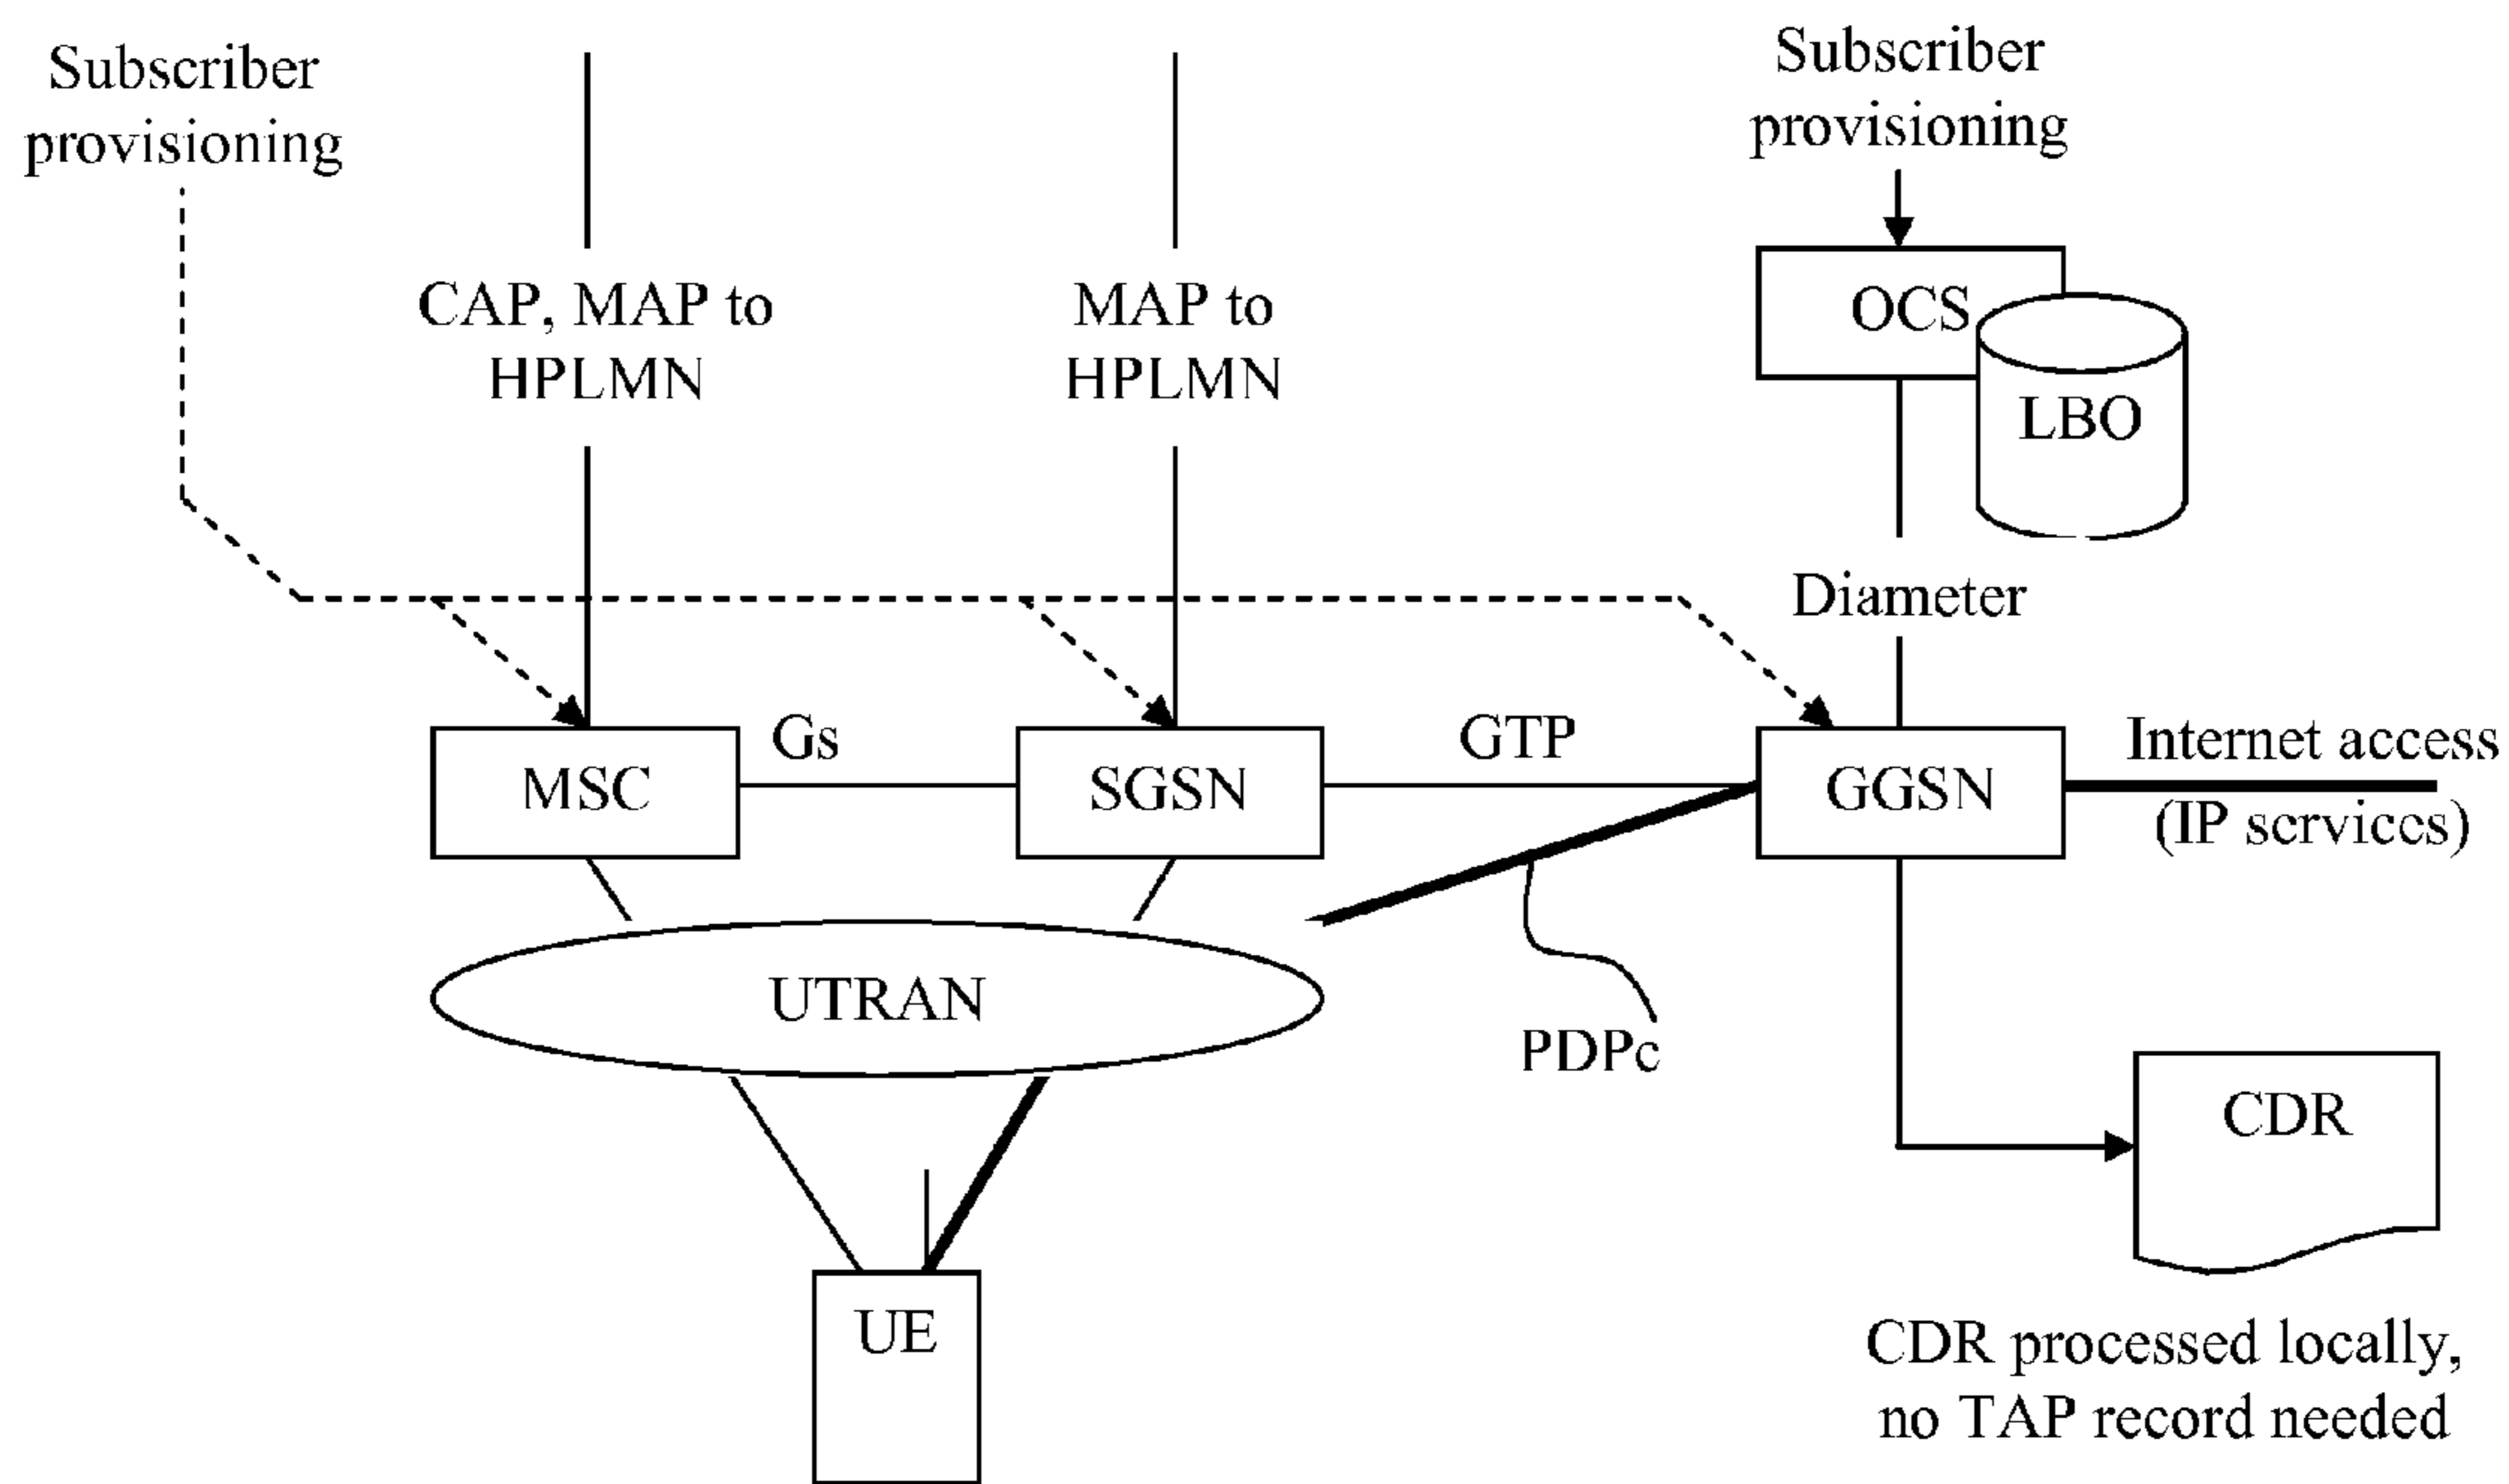 Subscriber
provisioning
Subscriber
provisioning
CAP, MAP to
HPLMN
MAP to
HPLMN
OCS
LBO
Diameter
Gs
GTP
MSC
SGSN
GGSN
Internet access
(IP services)
UTRAN
PDPc
CDR
UE
CDR processed locally,
no TAP record needed